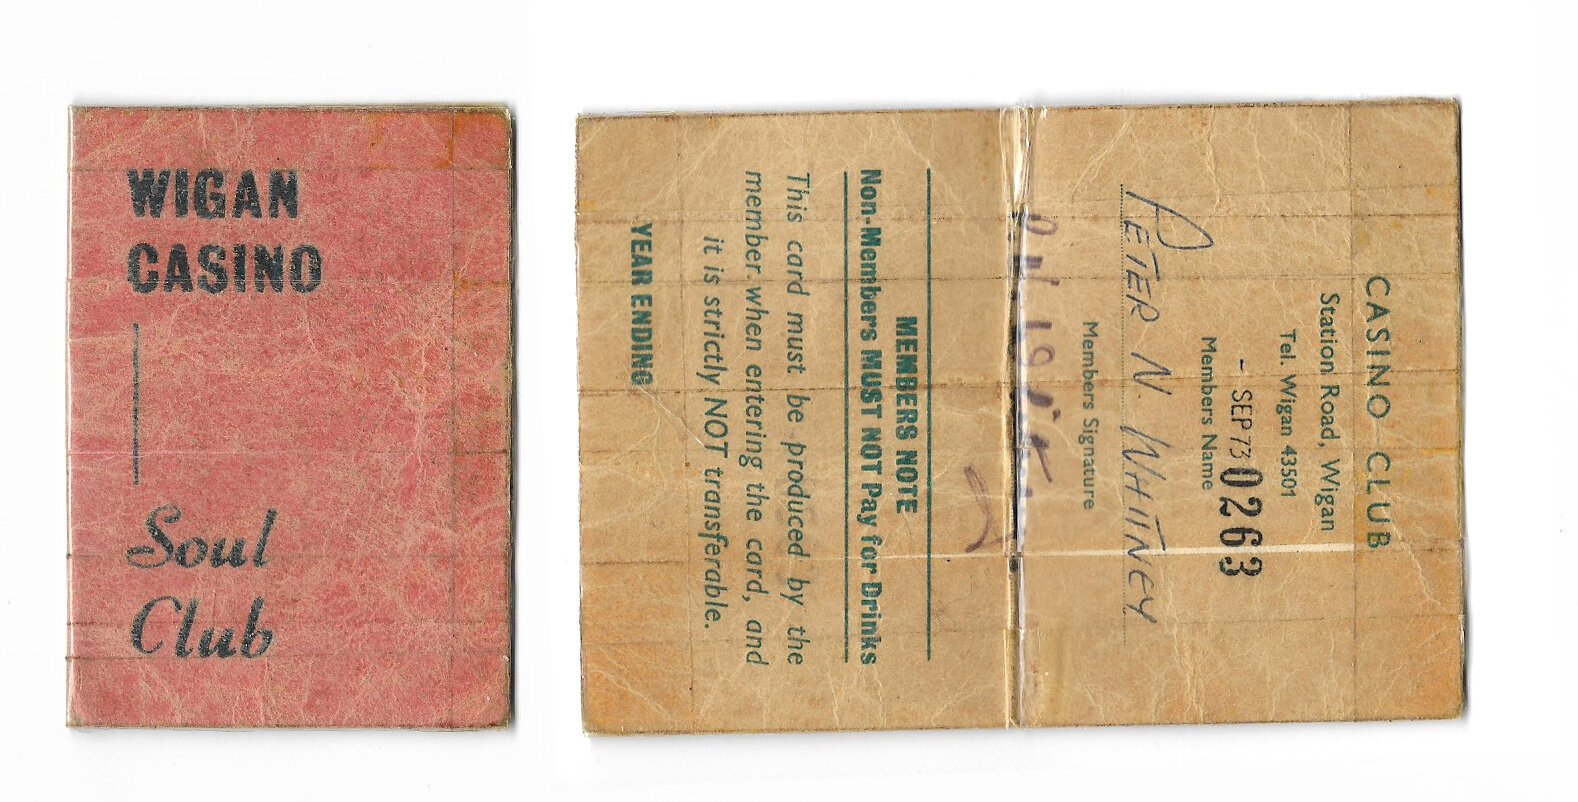 WIGAN
CASINO
Soul
Club
CASINO CLUB
Station Road, Wigan
Tel. Wigan 43501
- SEP 73 0263
Members Name
PETER N. WHITNEY
Members Signature
MENBERS NOTE
Non-Members MUST NOT Pay for Drinks
This card must be produced by the
member when entering the card, and
it is strictly NOT transferable.
YEAR ENDING